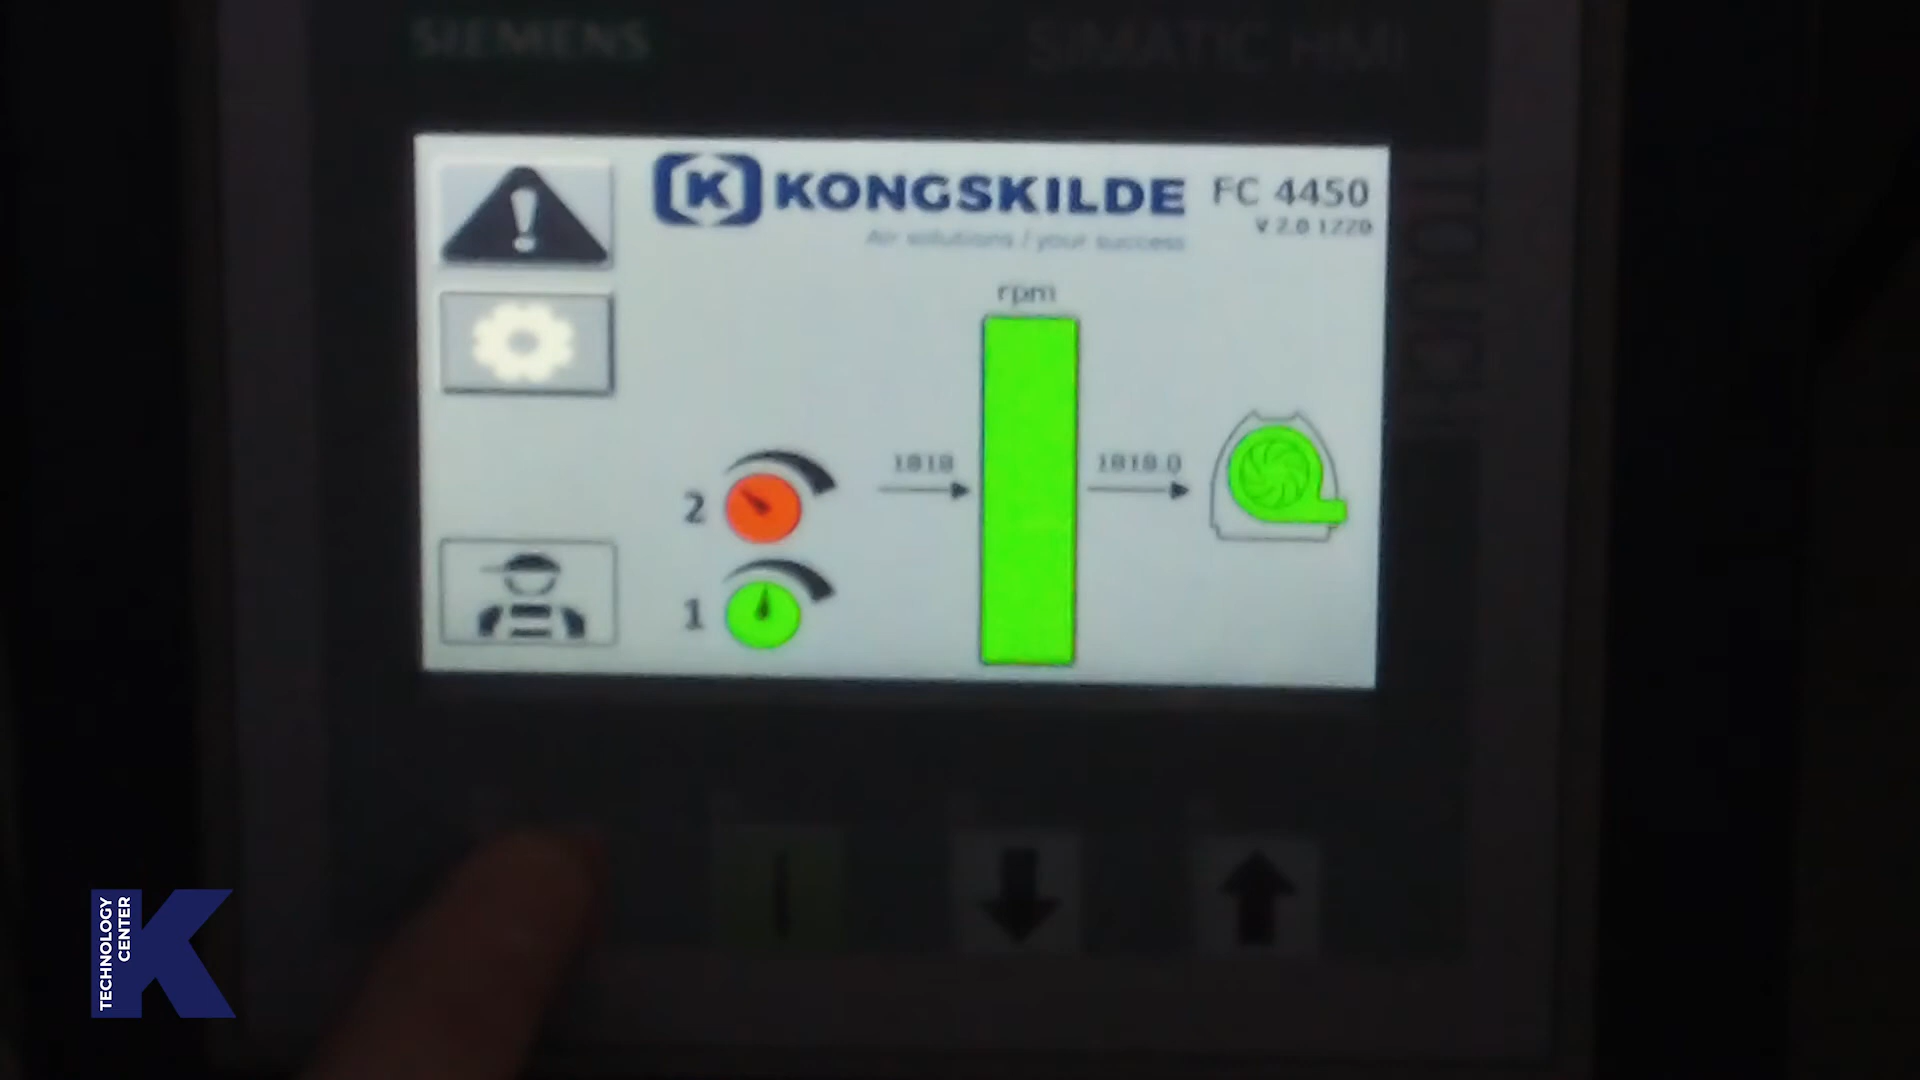 SIEMENS
SIMATIC HMI
TOUCH
K KONGSKILDE
FC 4450
V 2.0 1220
Air solutions / your success
rpm
1818
1818.0
2
1
TECHNOLOGY
CENTER
K